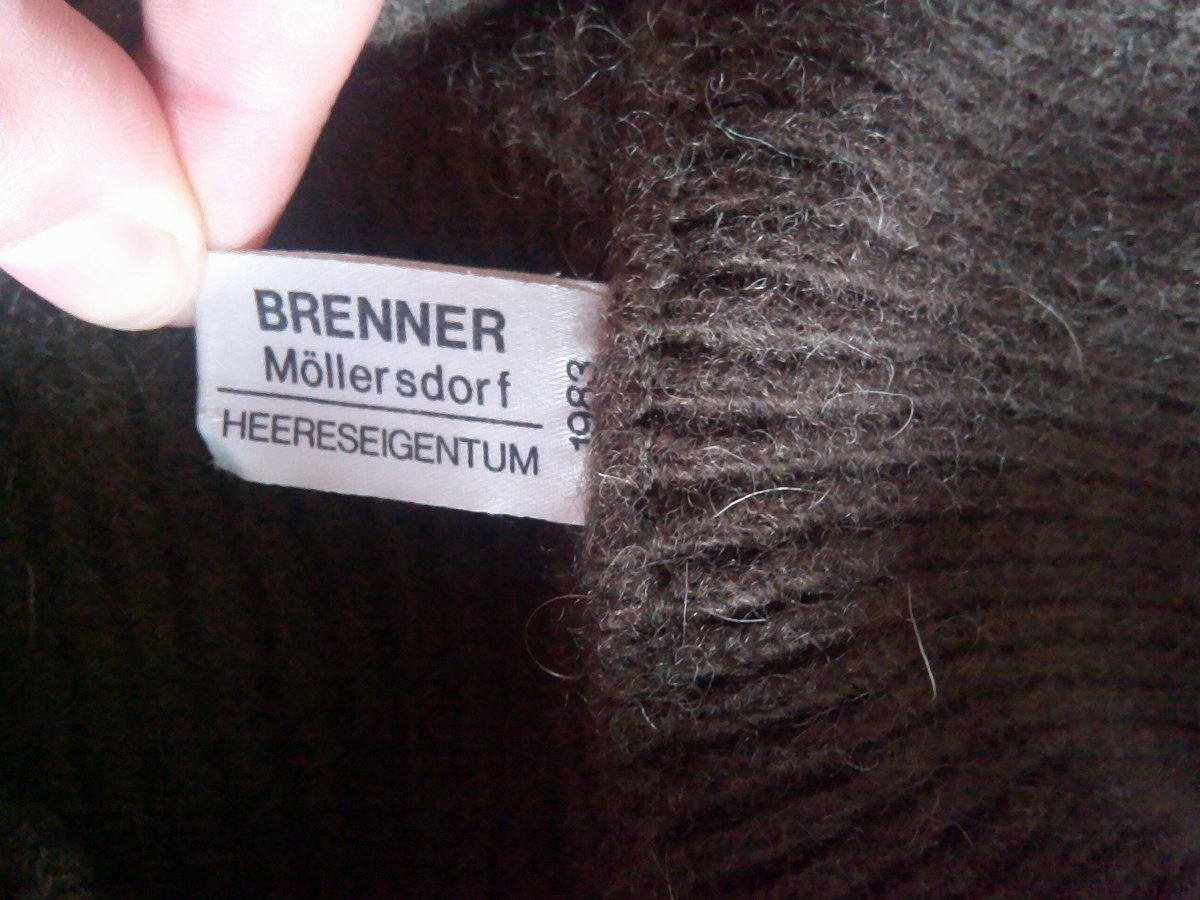 BRENNER
Möllersdorf
HEERESEIGENTUM
1983